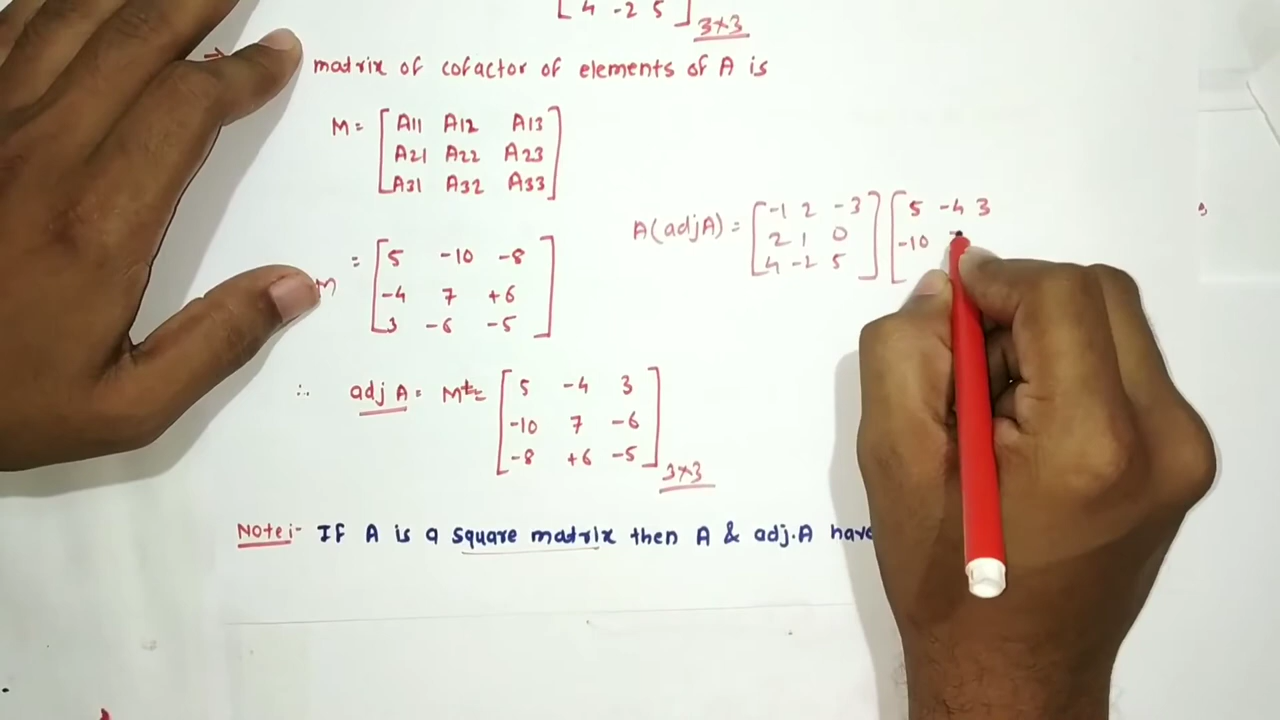 [ 4 -2 5 ] 3×3
→ matrix of cofactor of elements of A is
M = [ A11 A12 A13
A21 A22 A23
A31 A32 A33 ]
M = [ 5 -10 -8
-4 7 +6
3 -6 -5 ]
∴ adj A = Mᵗ = [ 5 -4 3
-10 7 -6
-8 +6 -5 ] 3×3
A(adjA) = [ -1 2 -3 ] [ 5 -4 3
2 1 0 -10
4 -2 5 ]
Note:- If A is a square matrix then A & adj.A have